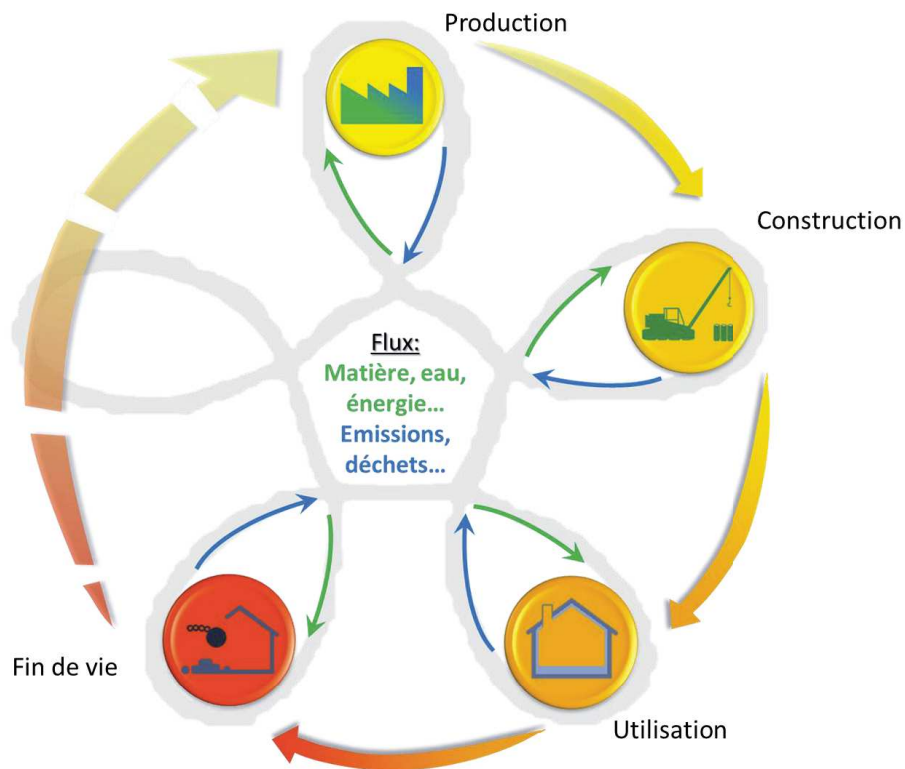 Production
Construction
Flux:
Matière, eau,
énergie...
Emissions,
déchets...
Fin de vie
Utilisation